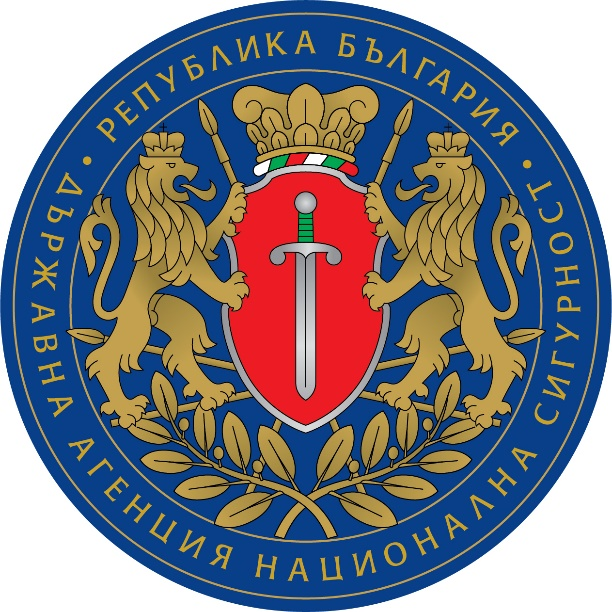 РЕПУБЛИКА БЪЛГАРИЯ
ДЪРЖАВНА АГЕНЦИЯ НАЦИОНАЛНА СИГУРНОСТ